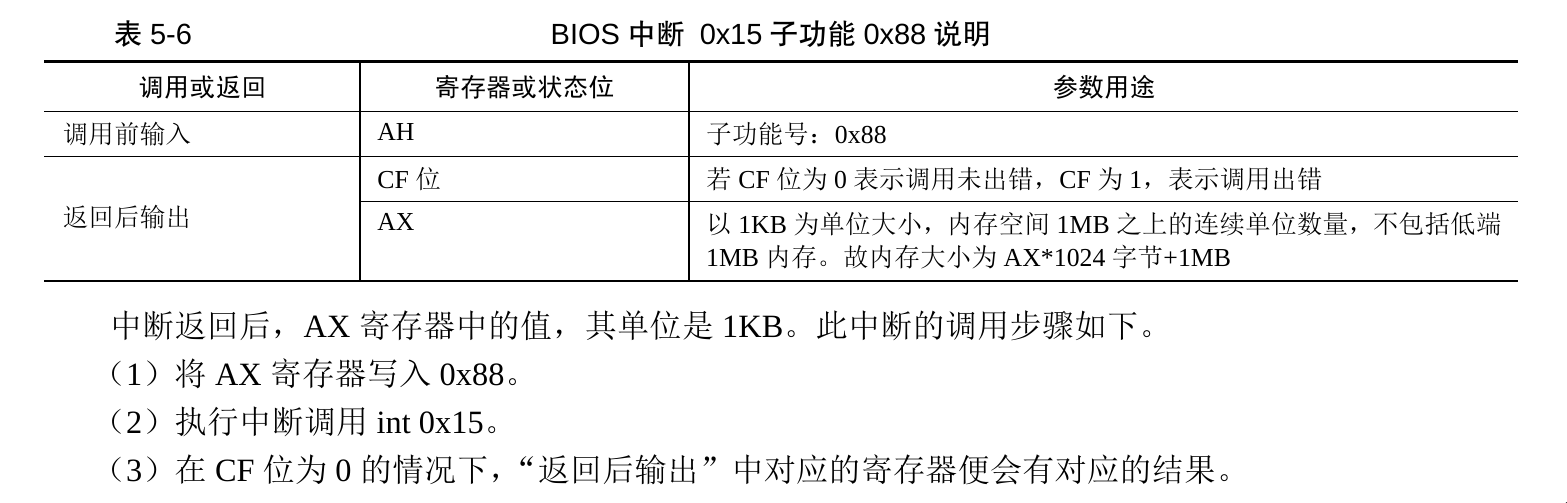 表 5-6 BIOS 中断 0x15 子功能 0x88 说明
调用或返回 寄存器或状态位 参数用途
调用前输入 AH 子功能号：0x88
返回后输出 CF 位 若 CF 位为 0 表示调用未出错，CF 为 1，表示调用出错
AX 以 1KB 为单位大小，内存空间 1MB 之上的连续单位数量，不包括低端
1MB 内存。故内存大小为 AX*1024 字节+1MB
中断返回后，AX 寄存器中的值，其单位是 1KB。此中断的调用步骤如下。
（1）将 AX 寄存器写入 0x88。
（2）执行中断调用 int 0x15。
（3）在 CF 位为 0 的情况下，“返回后输出”中对应的寄存器便会有对应的结果。